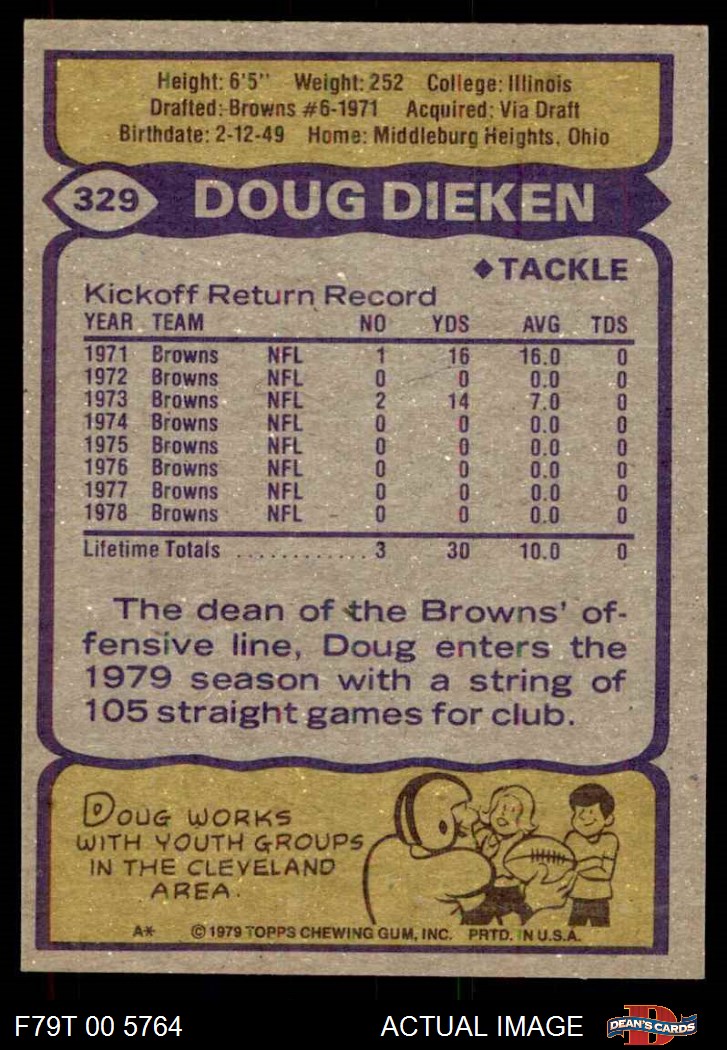 Height: 6'5" Weight: 252 College: Illinois
Drafted: Browns #6-1971 Acquired: Via Draft
Birthdate: 2-12-49 Home: Middleburg Heights, Ohio
329 DOUG DIEKEN
◆TACKLE
Kickoff Return Record
YEAR TEAM NO YDS AVG TDS
1971 Browns NFL 1 16 16.0 0
1972 Browns NFL 0 0 0.0 0
1973 Browns NFL 2 14 7.0 0
1974 Browns NFL 0 0 0.0 0
1975 Browns NFL 0 0 0.0 0
1976 Browns NFL 0 0 0.0 0
1977 Browns NFL 0 0 0.0 0
1978 Browns NFL 0 0 0.0 0
Lifetime Totals ............ 3 30 10.0 0
The dean of the Browns' of-
fensive line, Doug enters the
1979 season with a string of
105 straight games for club.
DOUG WORKS
WITH YOUTH GROUPS
IN THE CLEVELAND
AREA.
A* © 1979 TOPPS CHEWING GUM, INC. PRTD. IN U.S.A.
F79T 00 5764 ACTUAL IMAGE DEAN'S CARDS